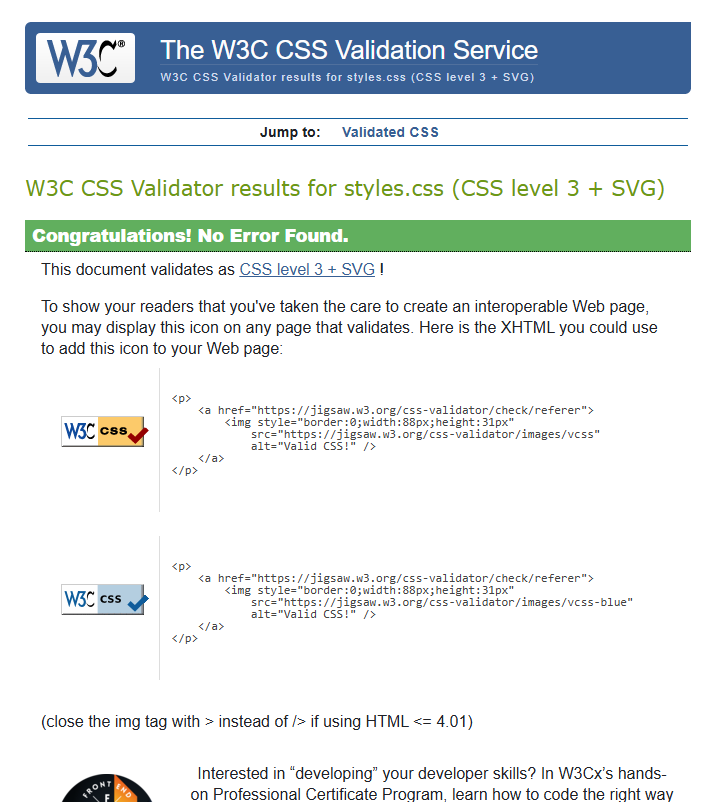 W3C®
The W3C CSS Validation Service
W3C CSS Validator results for styles.css (CSS level 3 + SVG)
Jump to: Validated CSS
W3C CSS Validator results for styles.css (CSS level 3 + SVG)
Congratulations! No Error Found.
This document validates as CSS level 3 + SVG !
To show your readers that you've taken the care to create an interoperable Web page,
you may display this icon on any page that validates. Here is the XHTML you could use
to add this icon to your Web page:
W3C css
<p>
    <a href="https://jigsaw.w3.org/css-validator/check/referer">
        <img style="border:0;width:88px;height:31px"
            src="https://jigsaw.w3.org/css-validator/images/vcss"
            alt="Valid CSS!" />
    </a>
</p>
W3C css
<p>
    <a href="https://jigsaw.w3.org/css-validator/check/referer">
        <img style="border:0;width:88px;height:31px"
            src="https://jigsaw.w3.org/css-validator/images/vcss-blue"
            alt="Valid CSS!" />
    </a>
</p>
(close the img tag with > instead of /> if using HTML <= 4.01)
FRONT END
F
Interested in “developing” your developer skills? In W3Cx’s hands-
on Professional Certificate Program, learn how to code the right way